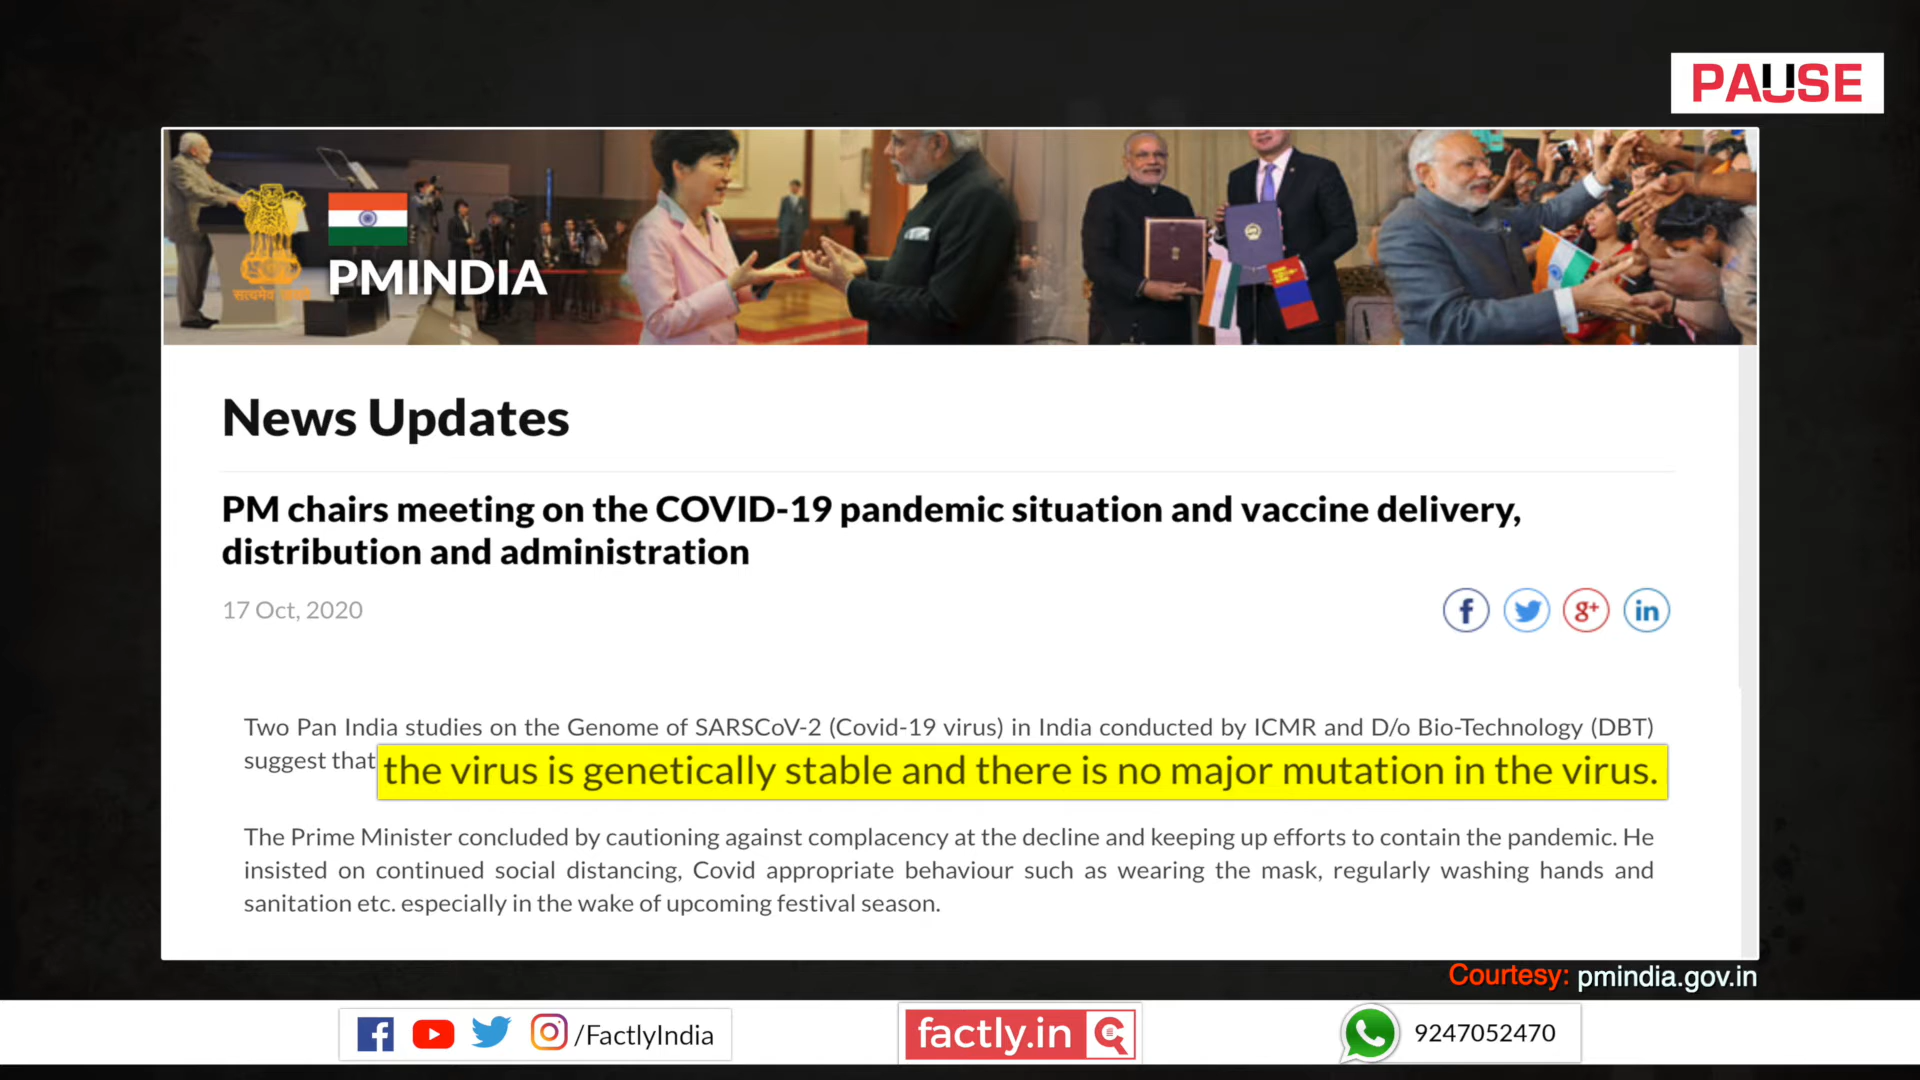 PAUSE
सत्यमेव जयते
PMINDIA
News Updates
PM chairs meeting on the COVID-19 pandemic situation and vaccine delivery,
distribution and administration
17 Oct, 2020
Two Pan India studies on the Genome of SARSCoV-2 (Covid-19 virus) in India conducted by ICMR and D/o Bio-Technology (DBT)
suggest that the virus is genetically stable and there is no major mutation in the virus.
The Prime Minister concluded by cautioning against complacency at the decline and keeping up efforts to contain the pandemic. He
insisted on continued social distancing, Covid appropriate behaviour such as wearing the mask, regularly washing hands and
sanitation etc. especially in the wake of upcoming festival season.
Courtesy: pmindia.gov.in
/FactlyIndia
factly.in
9247052470